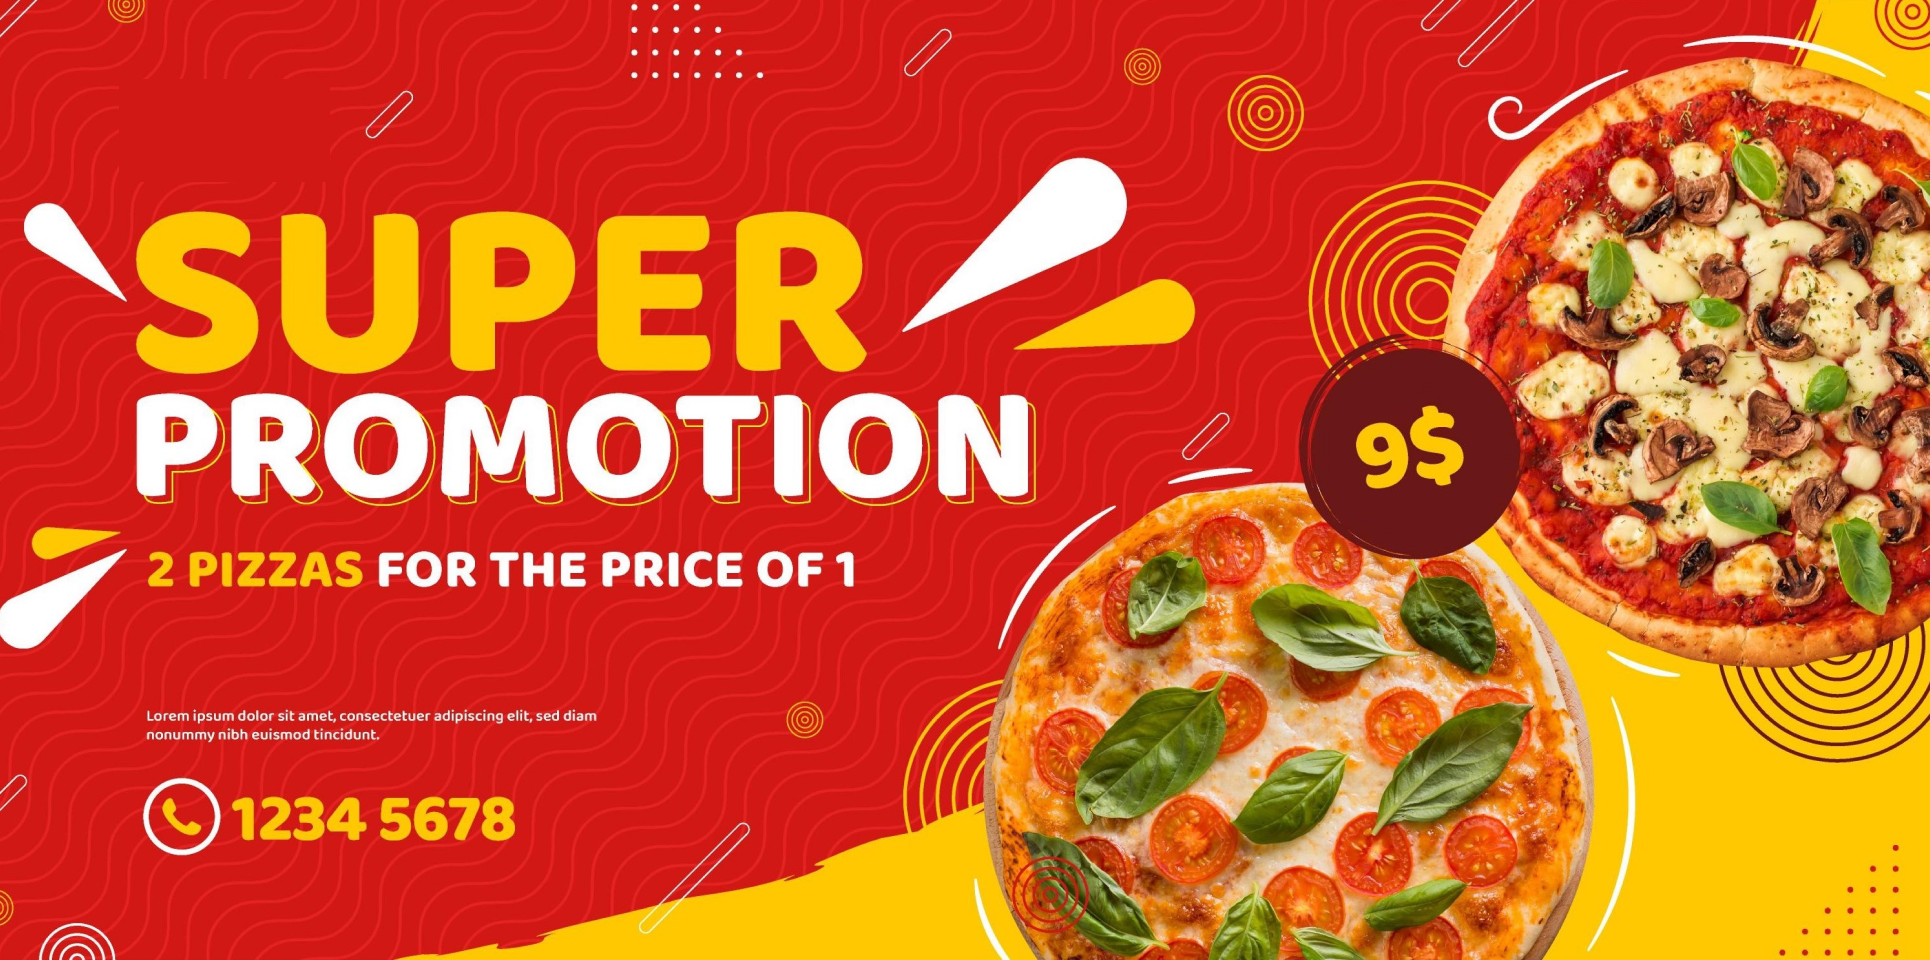 SUPER
PROMOTION
2 PIZZAS FOR THE PRICE OF 1
9$
Lorem ipsum dolor sit amet, consectetuer adipiscing elit, sed diam
nonummy nibh euismod tincidunt.
1234 5678